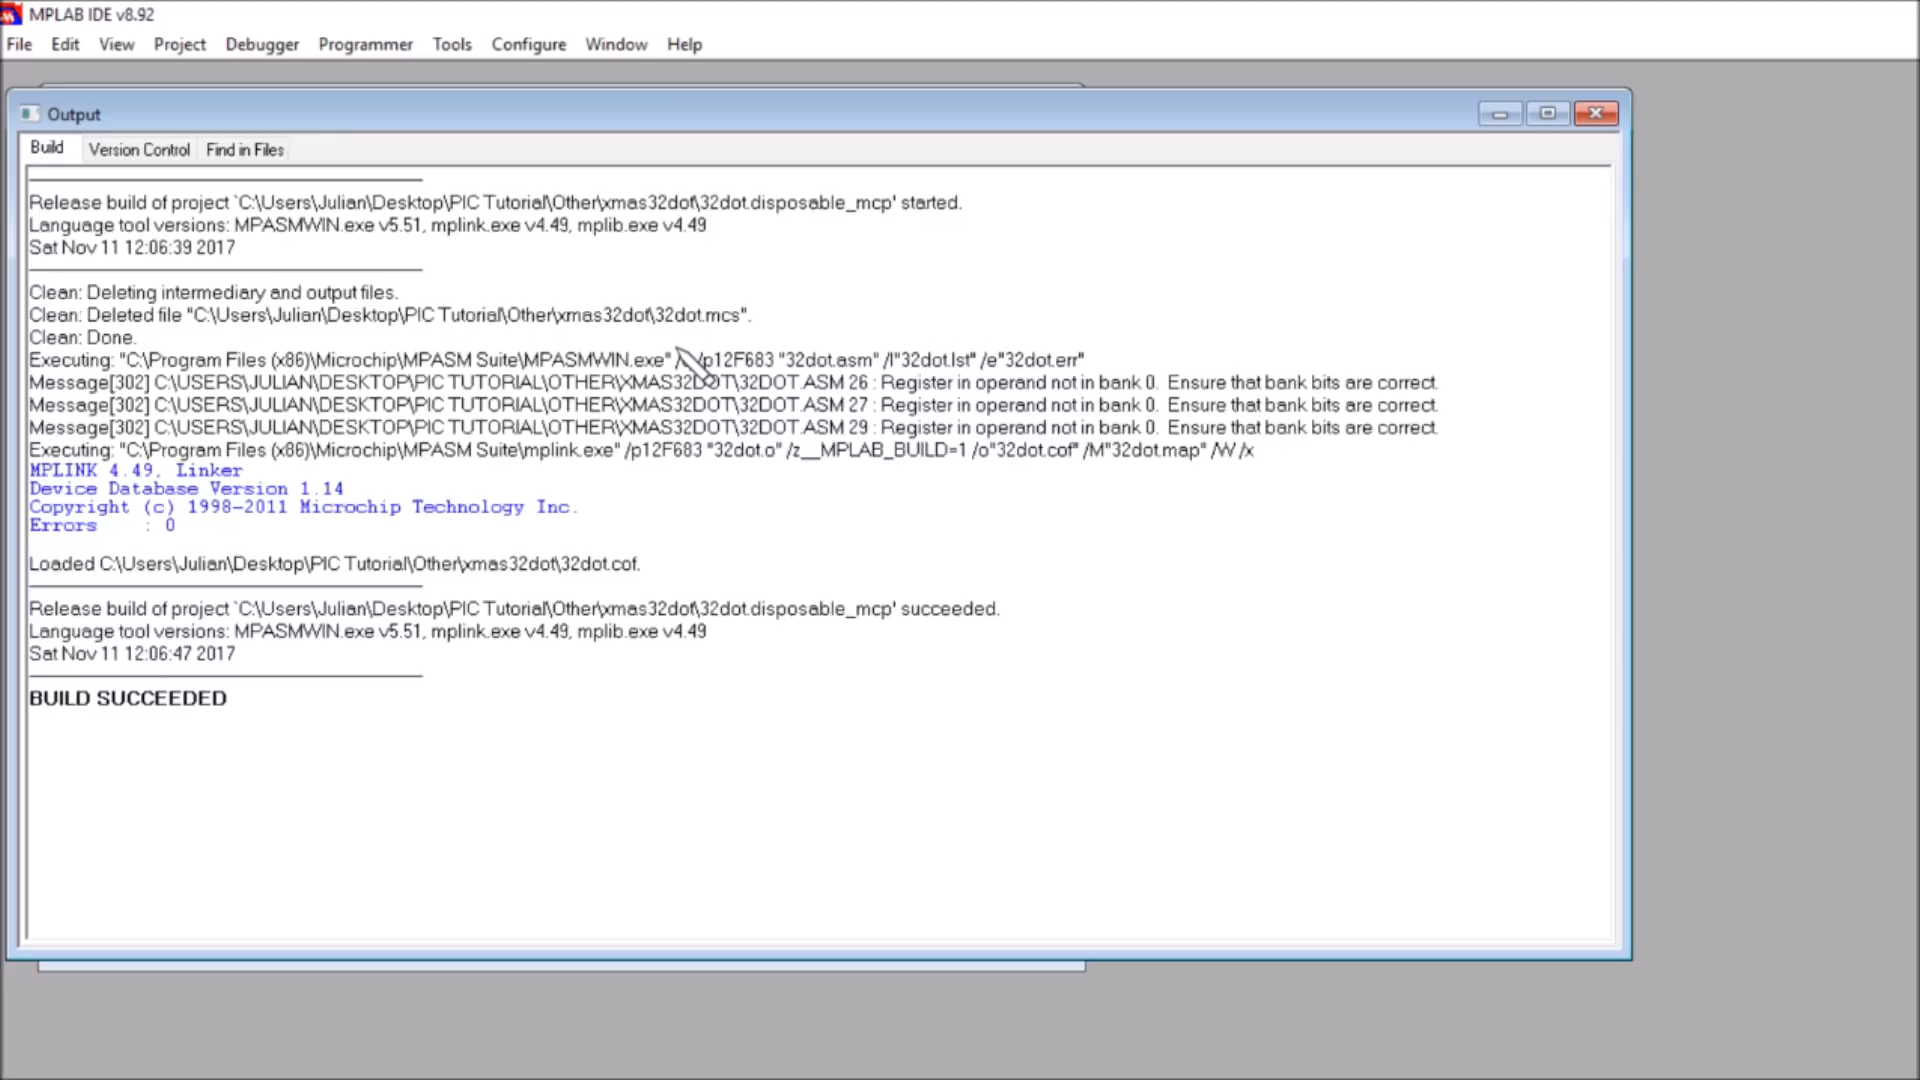 MPLAB IDE v8.92
File Edit View Project Debugger Programmer Tools Configure Window Help
Output
Build Version Control Find in Files
Release build of project `C:\Users\Julian\Desktop\PIC Tutorial\Other\xmas32dot\32dot.disposable_mcp' started.
Language tool versions: MPASMWIN.exe v5.51, mplink.exe v4.49, mplib.exe v4.49
Sat Nov 11 12:06:39 2017
Clean: Deleting intermediary and output files.
Clean: Deleted file "C:\Users\Julian\Desktop\PIC Tutorial\Other\xmas32dot\32dot.mcs".
Clean: Done.
Executing: "C:\Program Files (x86)\Microchip\MPASM Suite\MPASMWIN.exe" /p12F683 "32dot.asm" /l"32dot.lst" /e"32dot.err"
Message[302] C:\USERS\JULIAN\DESKTOP\PIC TUTORIAL\OTHER\XMAS32DOT\32DOT.ASM 26 : Register in operand not in bank 0. Ensure that bank bits are correct.
Message[302] C:\USERS\JULIAN\DESKTOP\PIC TUTORIAL\OTHER\XMAS32DOT\32DOT.ASM 27 : Register in operand not in bank 0. Ensure that bank bits are correct.
Message[302] C:\USERS\JULIAN\DESKTOP\PIC TUTORIAL\OTHER\XMAS32DOT\32DOT.ASM 29 : Register in operand not in bank 0. Ensure that bank bits are correct.
Executing: "C:\Program Files (x86)\Microchip\MPASM Suite\mplink.exe" /p12F683 "32dot.o" /z__MPLAB_BUILD=1 /o"32dot.cof" /M"32dot.map" /W /x
MPLINK 4.49, Linker
Device Database Version 1.14
Copyright (c) 1998-2011 Microchip Technology Inc.
Errors : 0
Loaded C:\Users\Julian\Desktop\PIC Tutorial\Other\xmas32dot\32dot.cof.
Release build of project `C:\Users\Julian\Desktop\PIC Tutorial\Other\xmas32dot\32dot.disposable_mcp' succeeded.
Language tool versions: MPASMWIN.exe v5.51, mplink.exe v4.49, mplib.exe v4.49
Sat Nov 11 12:06:47 2017
BUILD SUCCEEDED